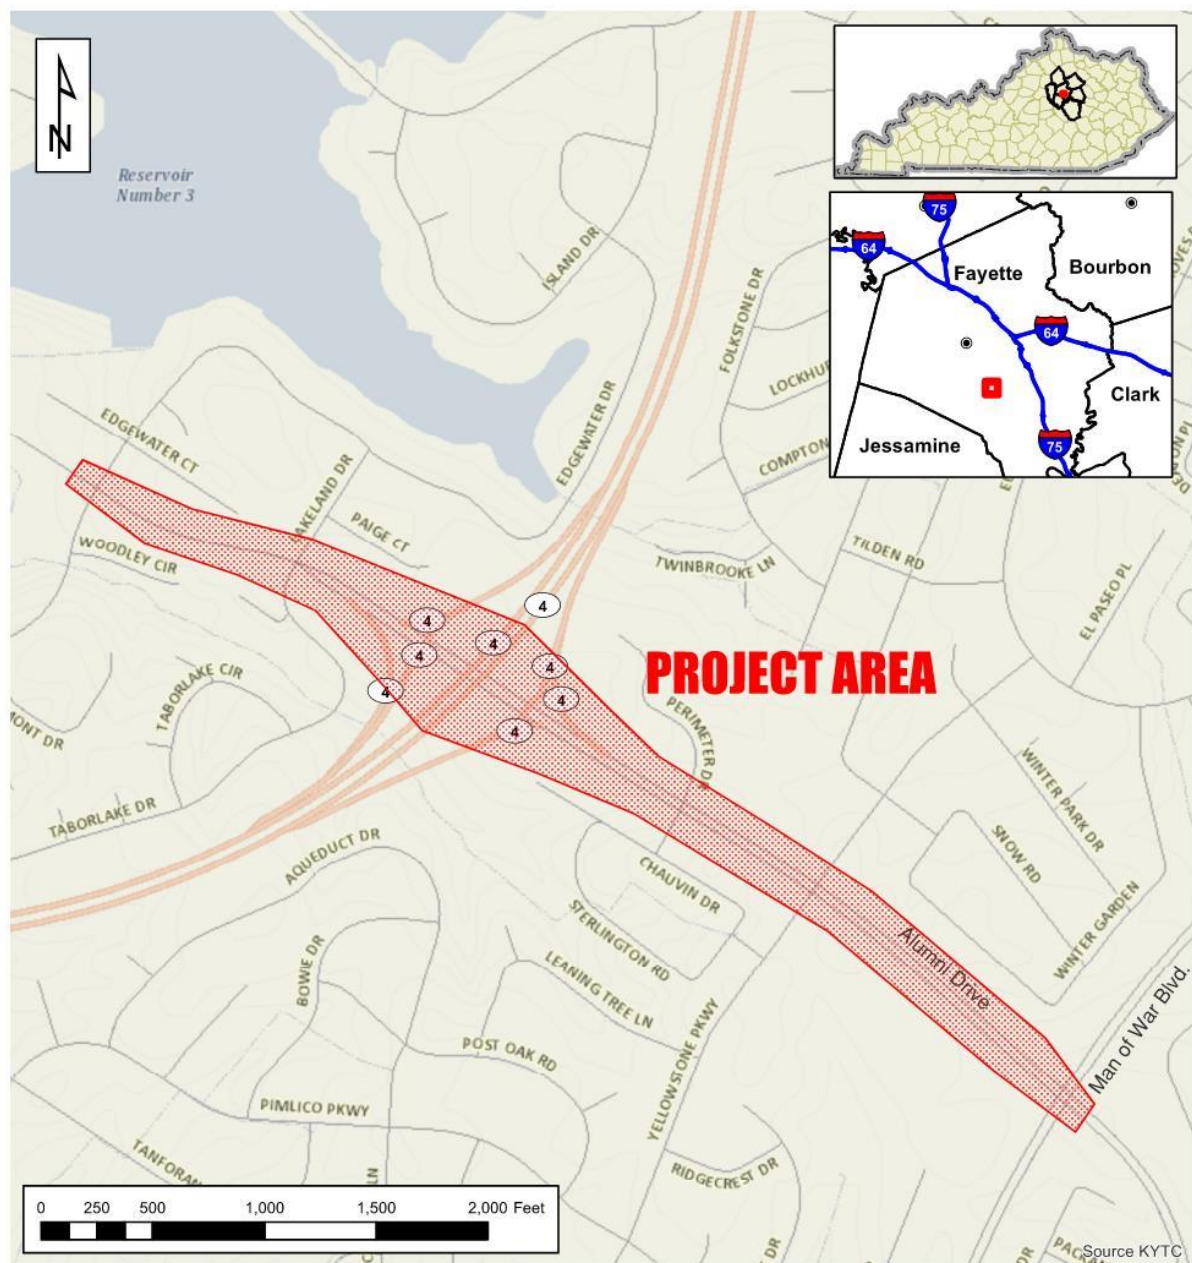 N
Reservoir
Number 3
75
64
Fayette
Bourbon
64
Clark
Jessamine
75
ISLAND DR
FOLKSTONE DR
EDGEWATER DR
EDGEWATER CT
PAIGE CT
WOODLEY CIR
TWINBROOKE LN
TILDEN RD
EL PASEO PL
4
4
4
4
4
4
4
4
PROJECT AREA
TABORLAKE CIR
TABORLAKE DR
AQUEDUCT DR
WINTER PARK DR
SNOW RD
CHAUVIN DR
STERLINGTON RD
LEANING TREE LN
WINTER GARDEN
Alumni Drive
Man of War Blvd.
BOWIE DR
POST OAK RD
PIMLICO PKWY
YELLOWSTONE PKWY
RIDGECREST DR
LN
DR
DR
0 250 500 1,000 1,500 2,000 Feet
Source KYTC